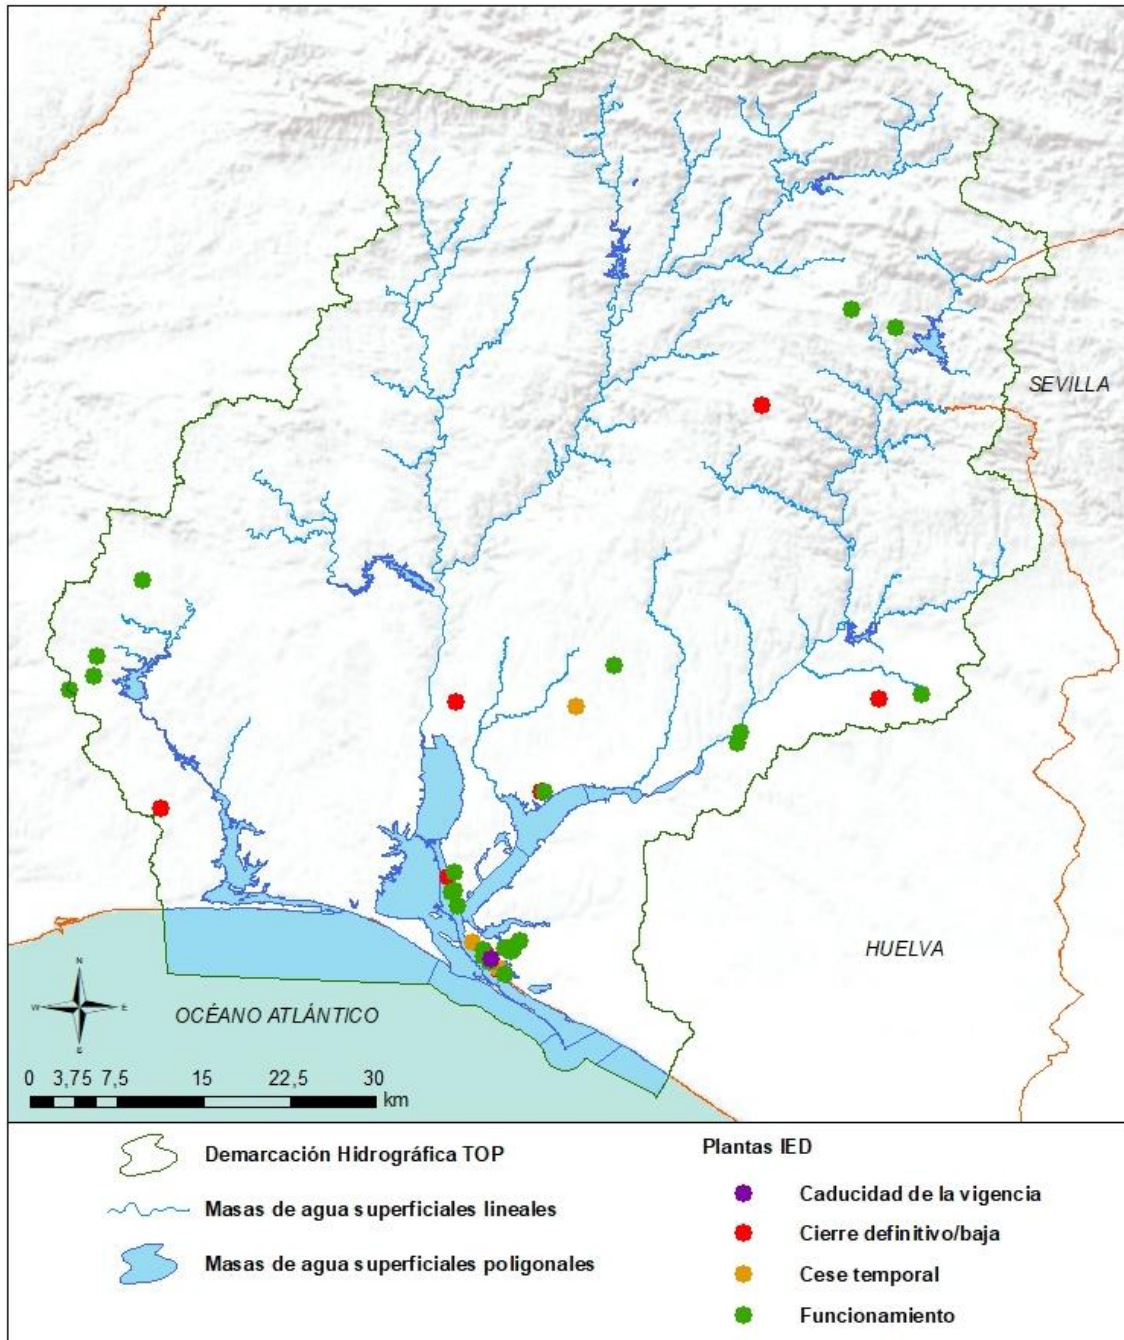 SEVILLA
HUELVA
OCÉANO ATLÁNTICO
N
W E
S
0 3,75 7,5 15 22,5 30
km
Demarcación Hidrográfica TOP
Masas de agua superficiales lineales
Masas de agua superficiales poligonales
Plantas IED
Caducidad de la vigencia
Cierre definitivo/baja
Cese temporal
Funcionamiento